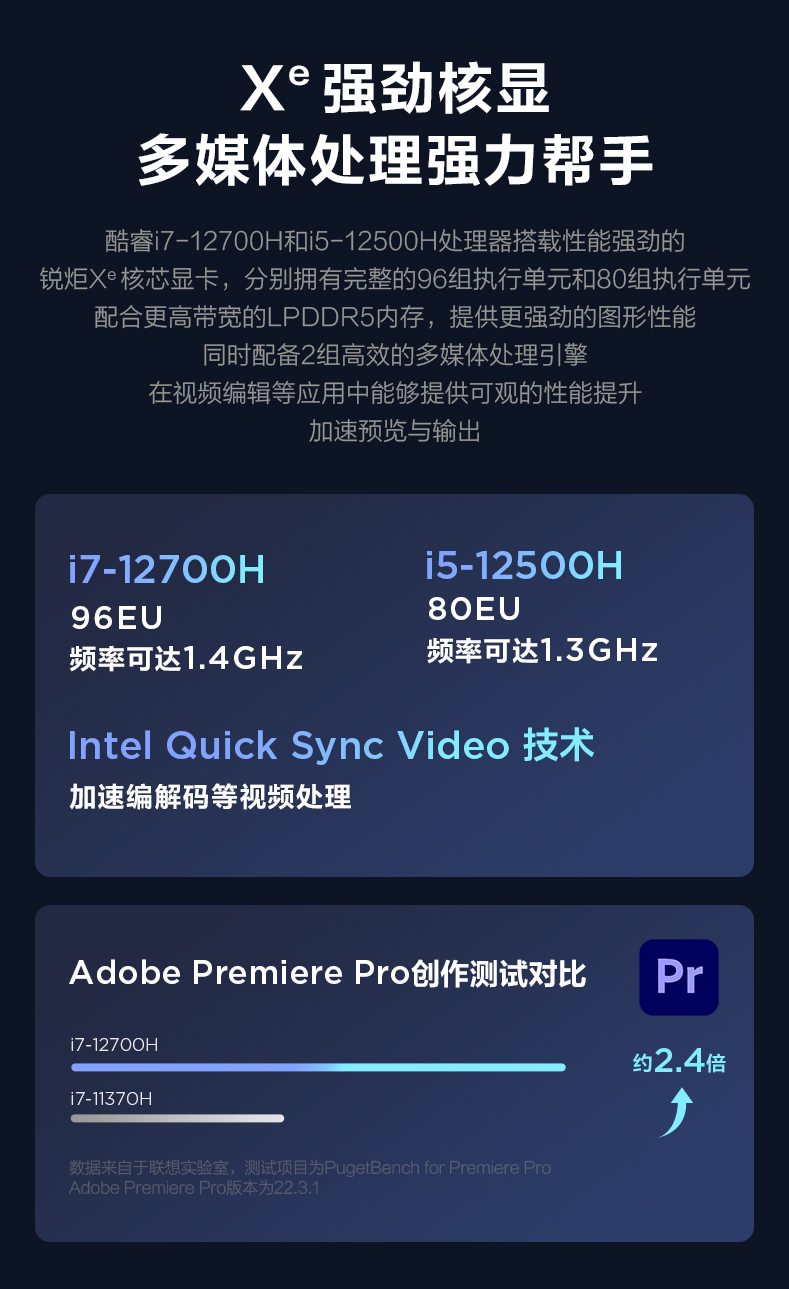 Xe 强劲核显
多媒体处理强力帮手
酷睿i7-12700H和i5-12500H处理器搭载性能强劲的
锐炬Xe核芯显卡，分别拥有完整的96组执行单元和80组执行单元
配合更高带宽的LPDDR5内存，提供更强劲的图形性能
同时配备2组高效的多媒体处理引擎
在视频编辑等应用中能够提供可观的性能提升
加速预览与输出
i7-12700H
96EU
频率可达1.4GHz
i5-12500H
80EU
频率可达1.3GHz
Intel Quick Sync Video 技术
加速编解码等视频处理
Adobe Premiere Pro创作测试对比
Pr
i7-12700H
约2.4倍
i7-11370H
数据来自于联想实验室，测试项目为PugetBench for Premiere Pro
Adobe Premiere Pro版本为22.3.1